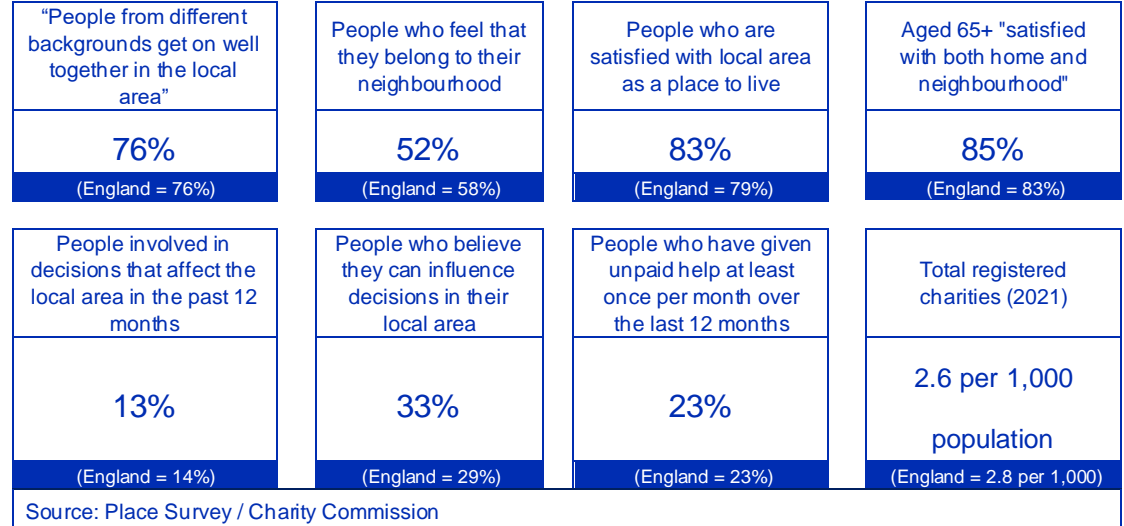 “People from different
backgrounds get on well
together in the local
area”
76%
(England = 76%)
People who feel that
they belong to their
neighbourhood
52%
(England = 58%)
People who are
satisfied with local area
as a place to live
83%
(England = 79%)
Aged 65+ "satisfied
with both home and
neighbourhood"
85%
(England = 83%)
People involved in
decisions that affect the
local area in the past 12
months
13%
(England = 14%)
People who believe
they can influence
decisions in their
local area
33%
(England = 29%)
People who have given
unpaid help at least
once per month over
the last 12 months
23%
(England = 23%)
Total registered
charities (2021)
2.6 per 1,000
population
(England = 2.8 per 1,000)
Source: Place Survey / Charity Commission